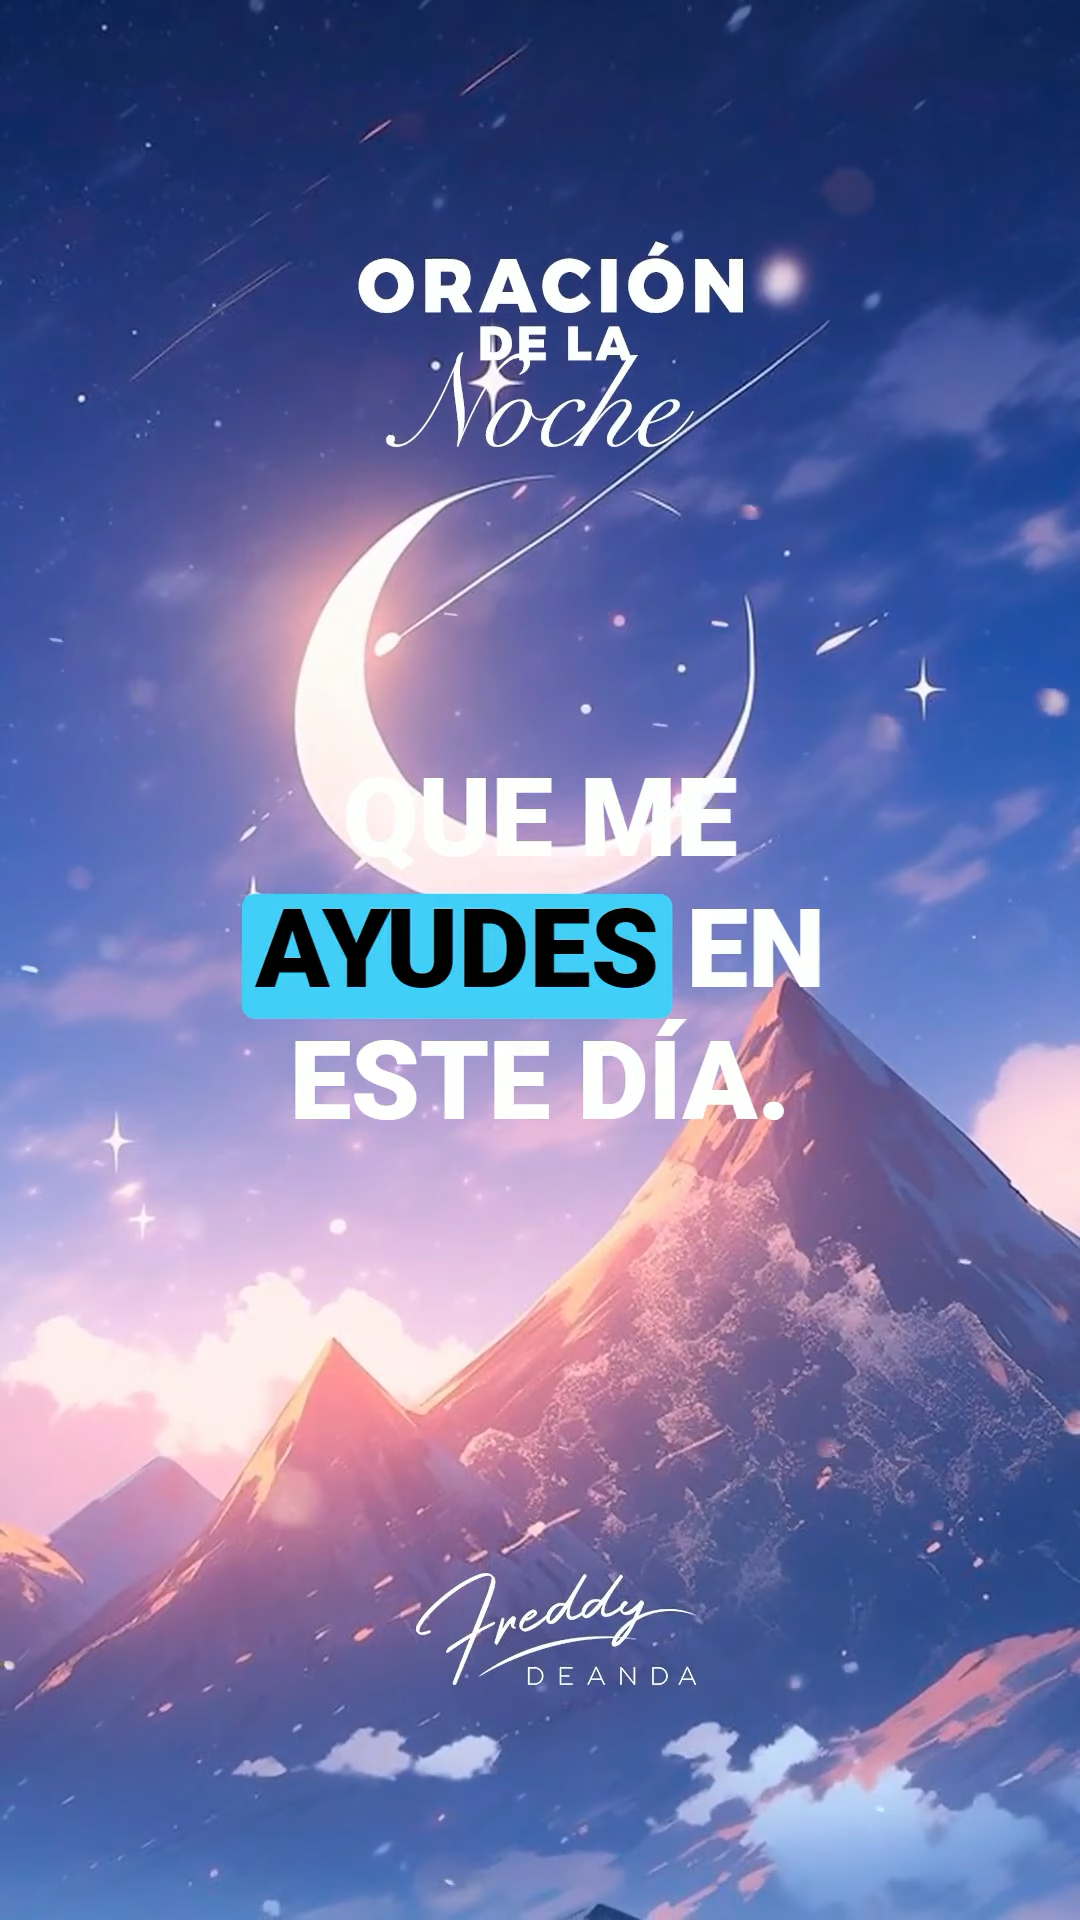 ORACIÓN
DE LA
Noche
QUE ME
AYUDES EN
ESTE DÍA.
Freddy
DEANDA